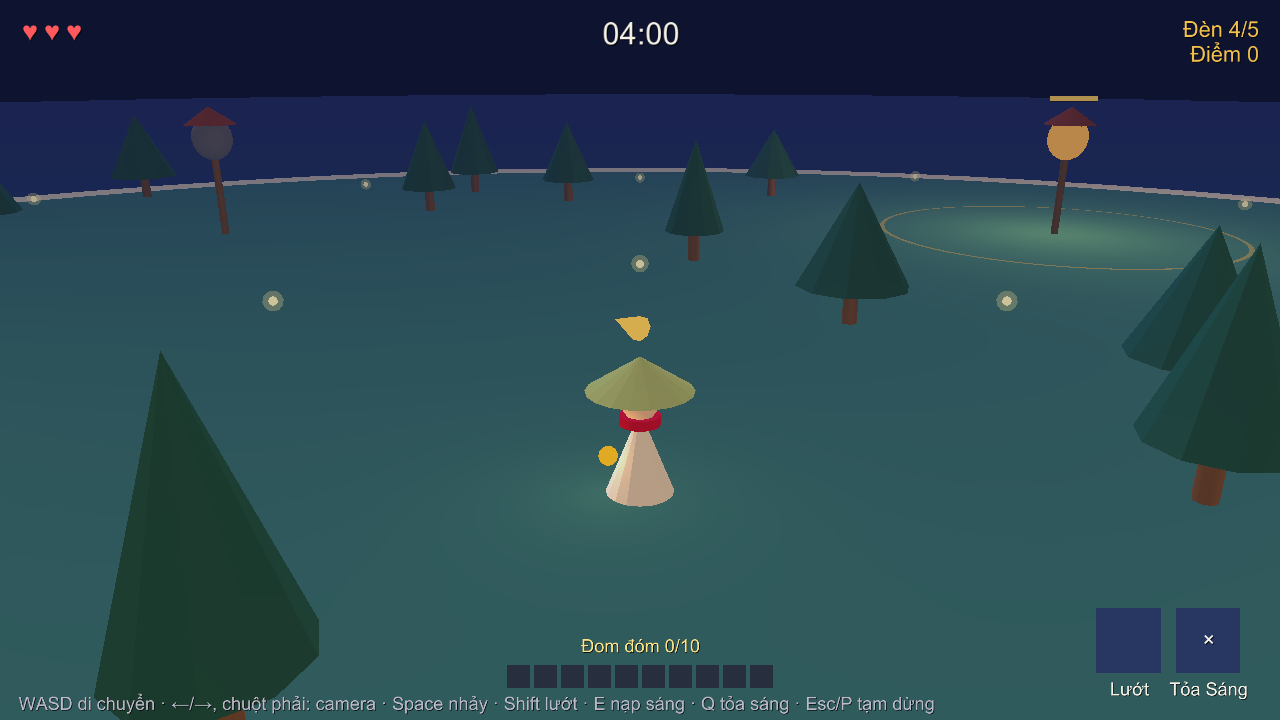 ♥ ♥ ♥
04:00
Đèn 4/5
Điểm 0
Đom đóm 0/10
×
Lướt
Tỏa Sáng
WASD di chuyển · ←/→, chuột phải: camera · Space nhảy · Shift lướt · E nạp sáng · Q tỏa sáng · Esc/P tạm dừng